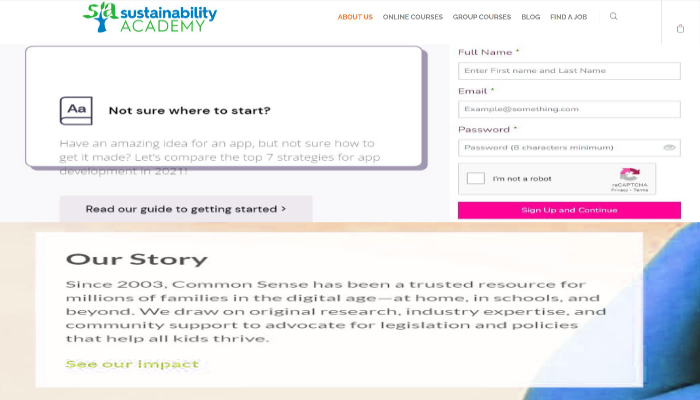 sa sustainability
ACADEMY
ABOUT US ONLINE COURSES GROUP COURSES BLOG FIND A JOB
Aa Not sure where to start?
Have an amazing idea for an app, but not sure how to
get it made? Let's compare the top 7 strategies for app
development in 2021!
Read our guide to getting started >
Full Name *
Enter First name and Last Name
Email *
Example@something.com
Password *
Password (8 characters minimum)
I'm not a robot
reCAPTCHA
Privacy - Terms
Sign Up and Continue
Our Story
Since 2003, Common Sense has been a trusted resource for
millions of families in the digital age—at home, in schools, and
beyond. We draw on original research, industry expertise, and
community support to advocate for legislation and policies
that help all kids thrive.
See our impact